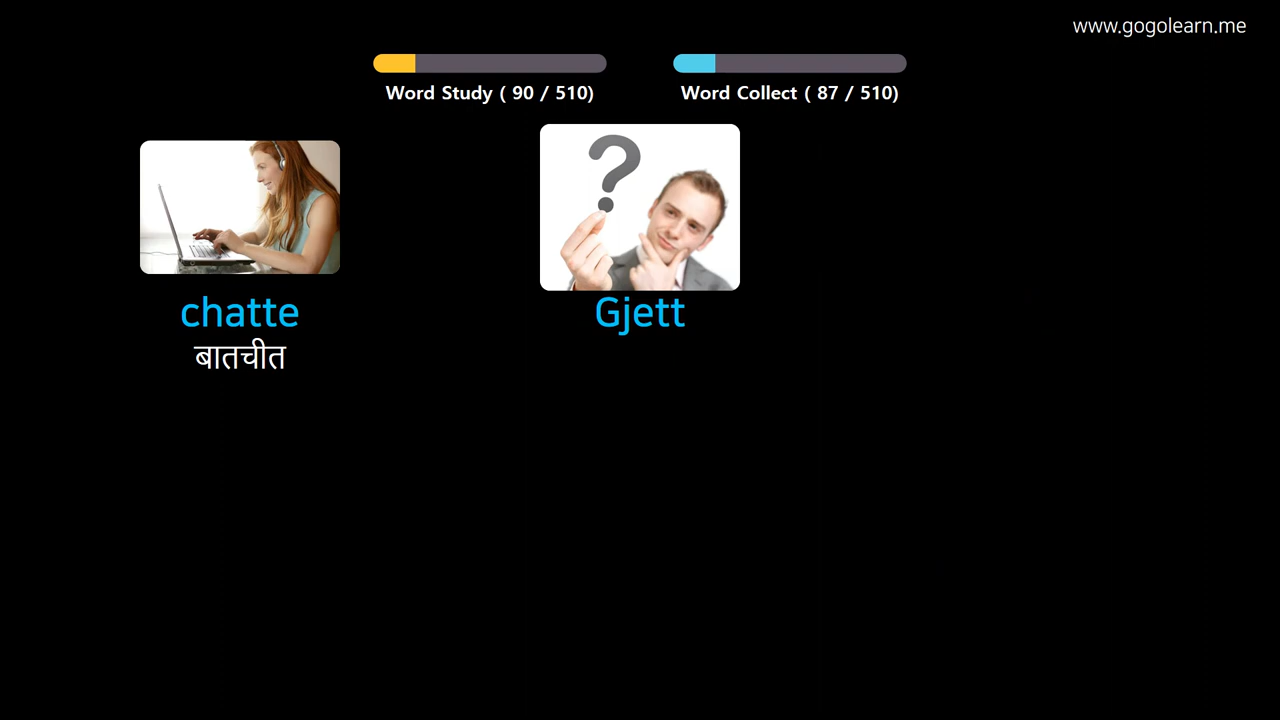 www.gogolearn.me
Word Study ( 90 / 510)
Word Collect ( 87 / 510)
chatte
बातचीत
Gjett